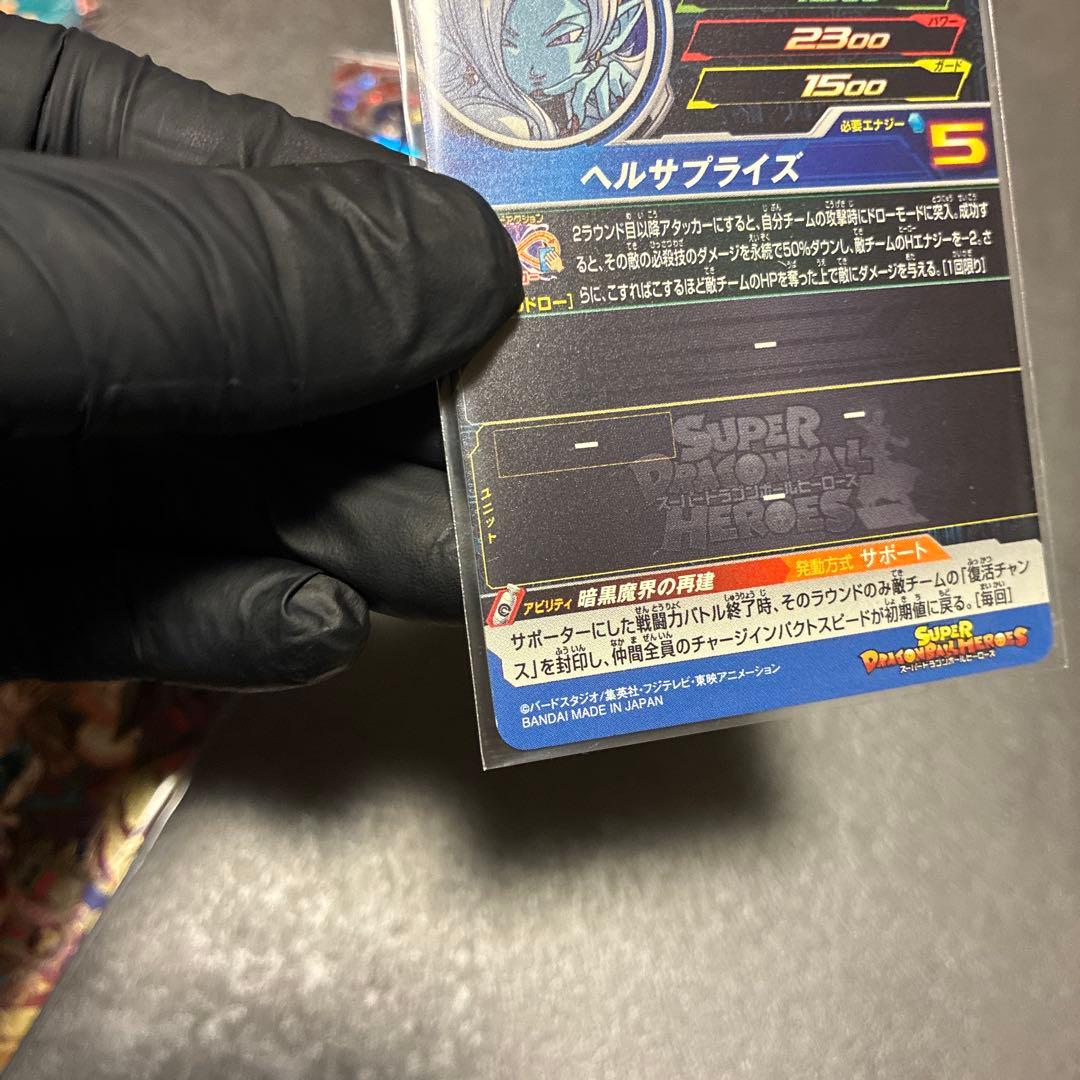 パワー
2300
ガード
1500
必要エナジー
5
ヘルサプライズ
アクション
2ラウンド目以降アタッカーにすると、自分チームの攻撃時にドローモードに突入。成功す
ると、その敵の必殺技のダメージを永続で50%ダウンし、敵チームのHエナジーを-2。さ
らに、こすればこするほど敵チームのHPを奪った上で敵にダメージを与える。[1回限り]
ドロー]
ー
ー
ー
ユニット
SUPER
DRAGONBALL
スーパードラゴンボールヒーローズ
HEROES
アビリティ 暗黒魔界の再建 発動方式 サポート
サポーターにした戦闘力バトル終了時、そのラウンドのみ敵チームの「復活チャン
ス」を封印し、仲間全員のチャージインパクトスピードが初期値に戻る。[毎回]
SUPER
DRAGONBALL HEROES
スーパードラゴンボールヒーローズ
©バードスタジオ/集英社・フジテレビ・東映アニメーション
BANDAI MADE IN JAPAN